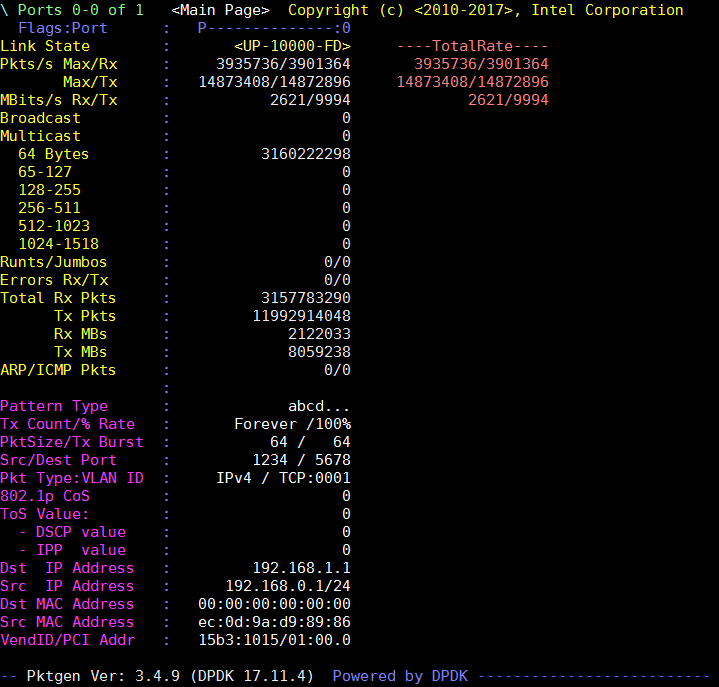 \ Ports 0-0 of 1   <Main Page>  Copyright (c) <2010-2017>, Intel Corporation
  Flags:Port      :   P--------------:0
Link State        :       <UP-10000-FD>     ----TotalRate----
Pkts/s Max/Rx     :     3935736/3901364       3935736/3901364
       Max/Tx     :   14873408/14872896     14873408/14872896
MBits/s Rx/Tx     :           2621/9994             2621/9994
Broadcast         :                   0
Multicast         :                   0
  64 Bytes        :          3160222298
  65-127          :                   0
  128-255         :                   0
  256-511         :                   0
  512-1023        :                   0
  1024-1518       :                   0
Runts/Jumbos      :                 0/0
Errors Rx/Tx      :                 0/0
Total Rx Pkts     :          3157783290
      Tx Pkts     :         11992914048
      Rx MBs      :             2122033
      Tx MBs      :             8059238
ARP/ICMP Pkts     :                 0/0
                  :
Pattern Type      :             abcd...
Tx Count/% Rate   :       Forever /100%
PktSize/Tx Burst  :           64 /   64
Src/Dest Port     :         1234 / 5678
Pkt Type:VLAN ID  :     IPv4 / TCP:0001
802.1p CoS        :                   0
ToS Value:        :                   0
  - DSCP value    :                   0
  - IPP  value    :                   0
Dst  IP Address   :         192.168.1.1
Src  IP Address   :      192.168.0.1/24
Dst MAC Address   :   00:00:00:00:00:00
Src MAC Address   :   ec:0d:9a:d9:89:86
VendID/PCI Addr   :   15b3:1015/01:00.0
-- Pktgen Ver: 3.4.9 (DPDK 17.11.4)  Powered by DPDK --------------------------